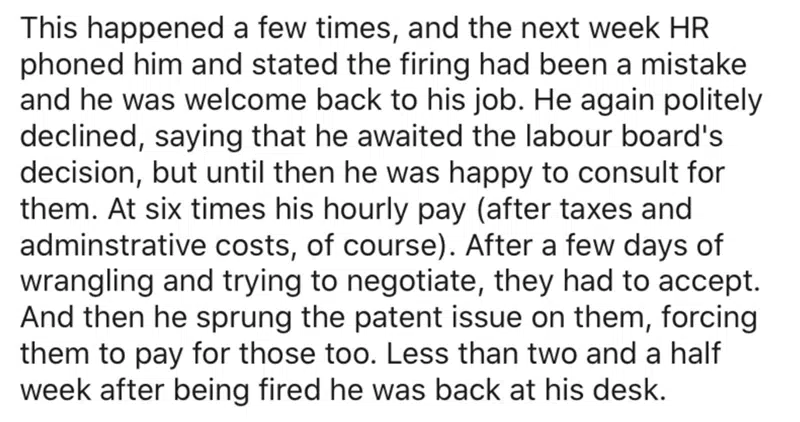 This happened a few times, and the next week HR
phoned him and stated the firing had been a mistake
and he was welcome back to his job. He again politely
declined, saying that he awaited the labour board's
decision, but until then he was happy to consult for
them. At six times his hourly pay (after taxes and
adminstrative costs, of course). After a few days of
wrangling and trying to negotiate, they had to accept.
And then he sprung the patent issue on them, forcing
them to pay for those too. Less than two and a half
week after being fired he was back at his desk.